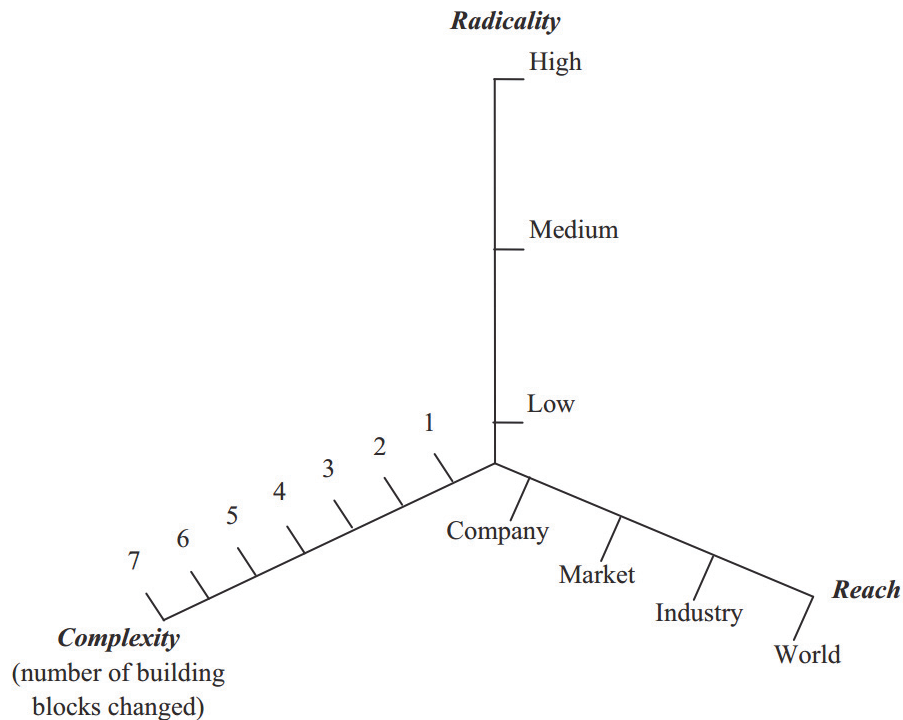 Radicality
High
Medium
Low
1
2
3
4
5
6
7
Company
Market
Industry
World
Reach
Complexity
(number of building
blocks changed)